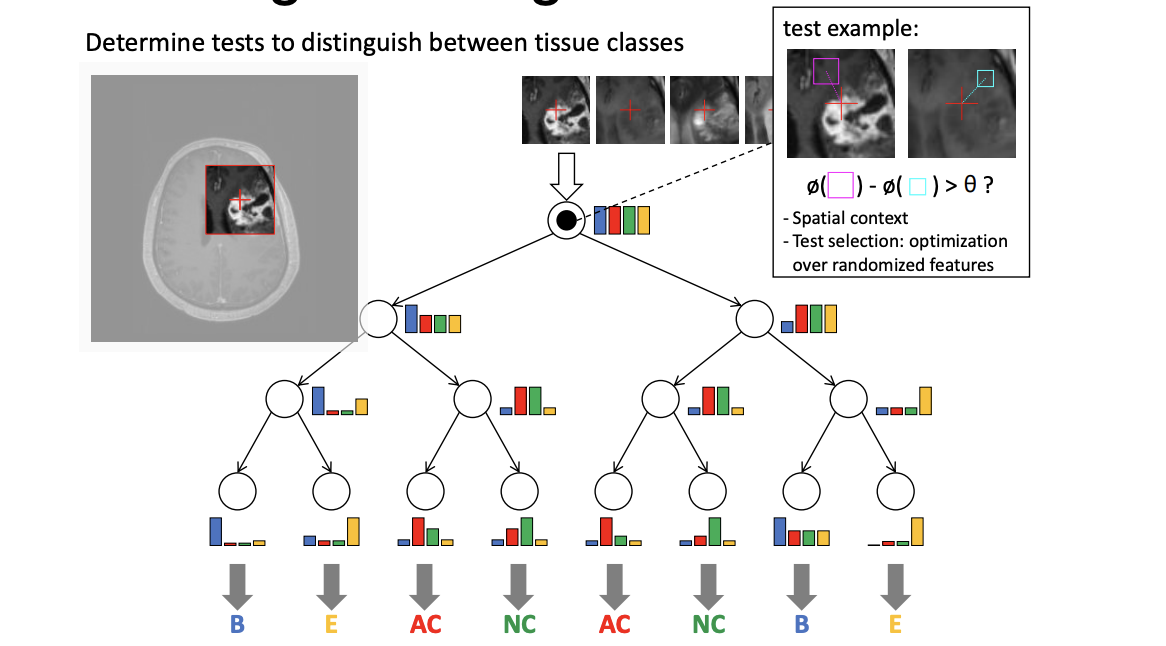 Determine tests to distinguish between tissue classes
test example:
ø( ) - ø( ) > θ ?
- Spatial context
- Test selection: optimization
over randomized features
B E AC NC AC NC B E